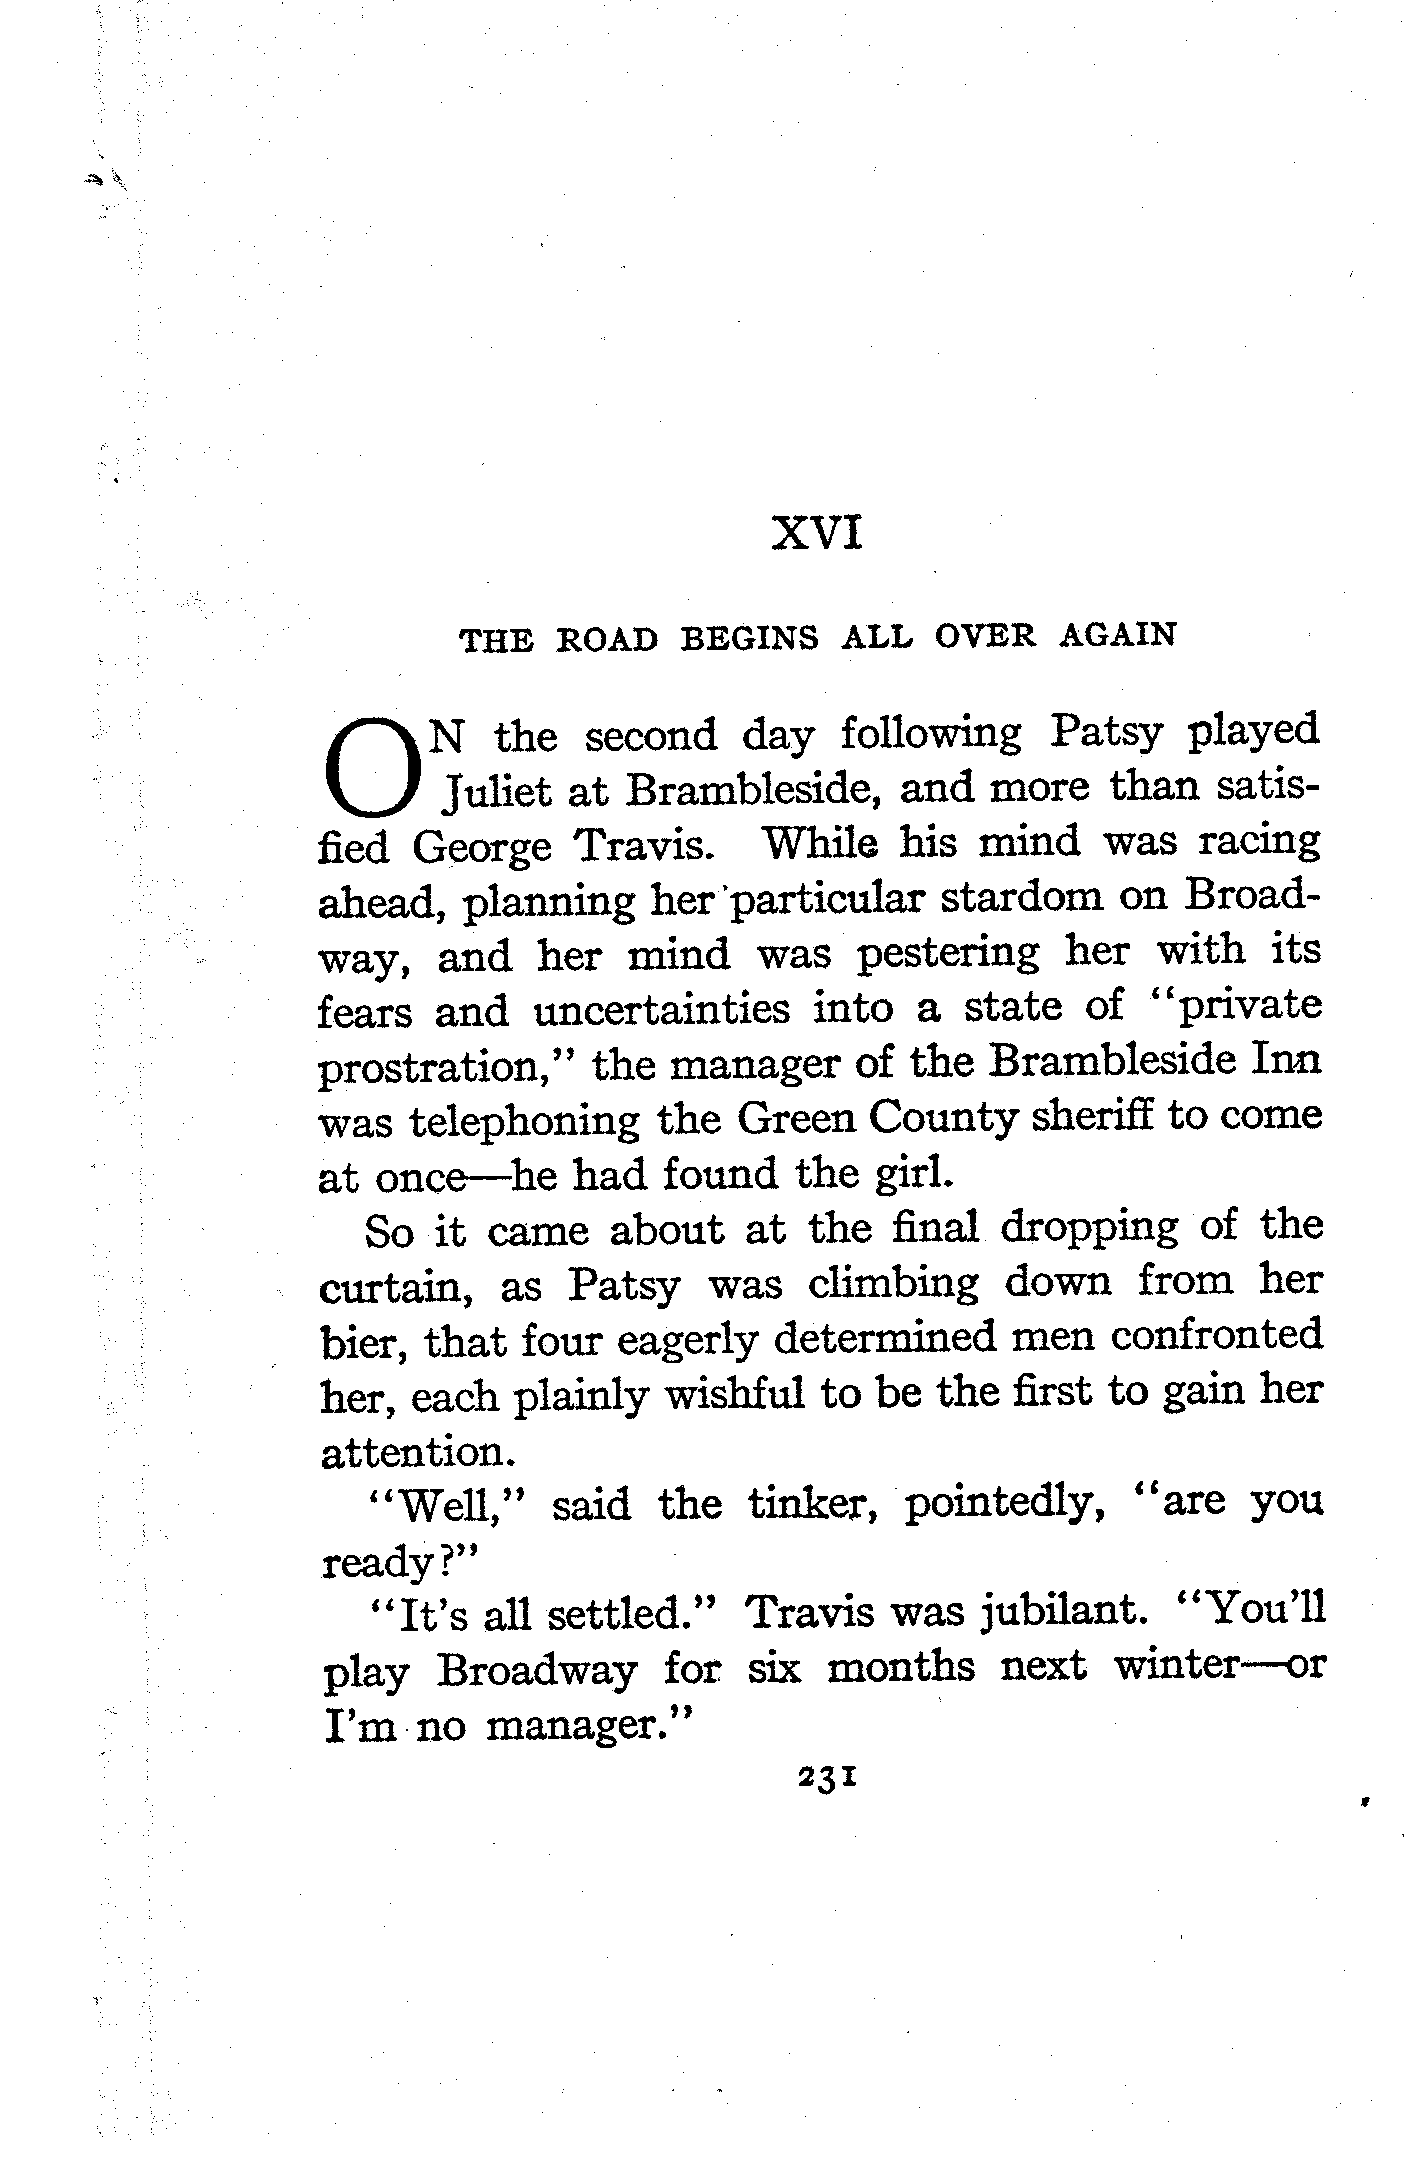 XVI
THE ROAD BEGINS ALL OVER AGAIN
ON the second day following Patsy played
Juliet at Brambleside, and more than satis-
fied George Travis. While his mind was racing
ahead, planning her particular stardom on Broad-
way, and her mind was pestering her with its
fears and uncertainties into a state of “private
prostration,” the manager of the Brambleside Inn
was telephoning the Green County sheriff to come
at once—he had found the girl.
So it came about at the final dropping of the
curtain, as Patsy was climbing down from her
bier, that four eagerly determined men confronted
her, each plainly wishful to be the first to gain her
attention.
“Well,” said the tinker, pointedly, “are you
ready?”
“It's all settled.” Travis was jubilant. “You'll
play Broadway for six months next winter—or
I'm no manager.”
231